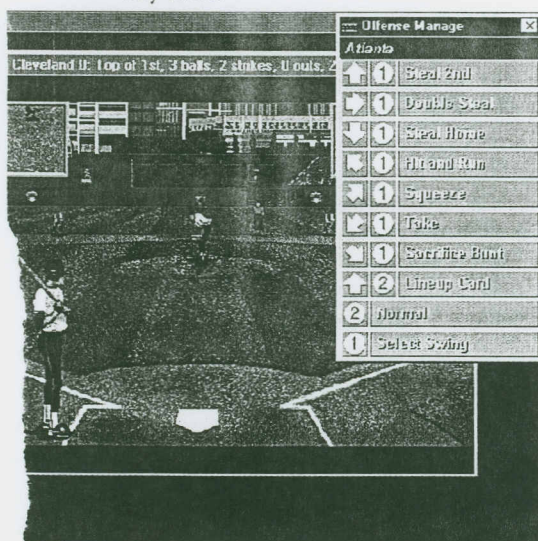 Offense Manage
Atlanta
Cleveland 0: Top of 1st, 3 balls, 2 strikes, 0 outs, 2
1 Steal 2nd
1 Double Steal
1 Steal Home
1 Hit and Run
1 Squeeze
1 Take
1 Sacrifice Bunt
2 Lineup Card
2 Normal
1 Select Swing